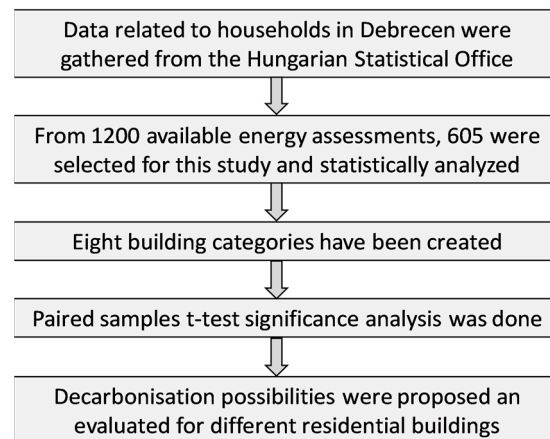 Data related to households in Debrecen were
gathered from the Hungarian Statistical Office
From 1200 available energy assessments, 605 were
selected for this study and statistically analyzed
Eight building categories have been created
Paired samples t-test significance analysis was done
Decarbonisation possibilities were proposed an
evaluated for different residential buildings